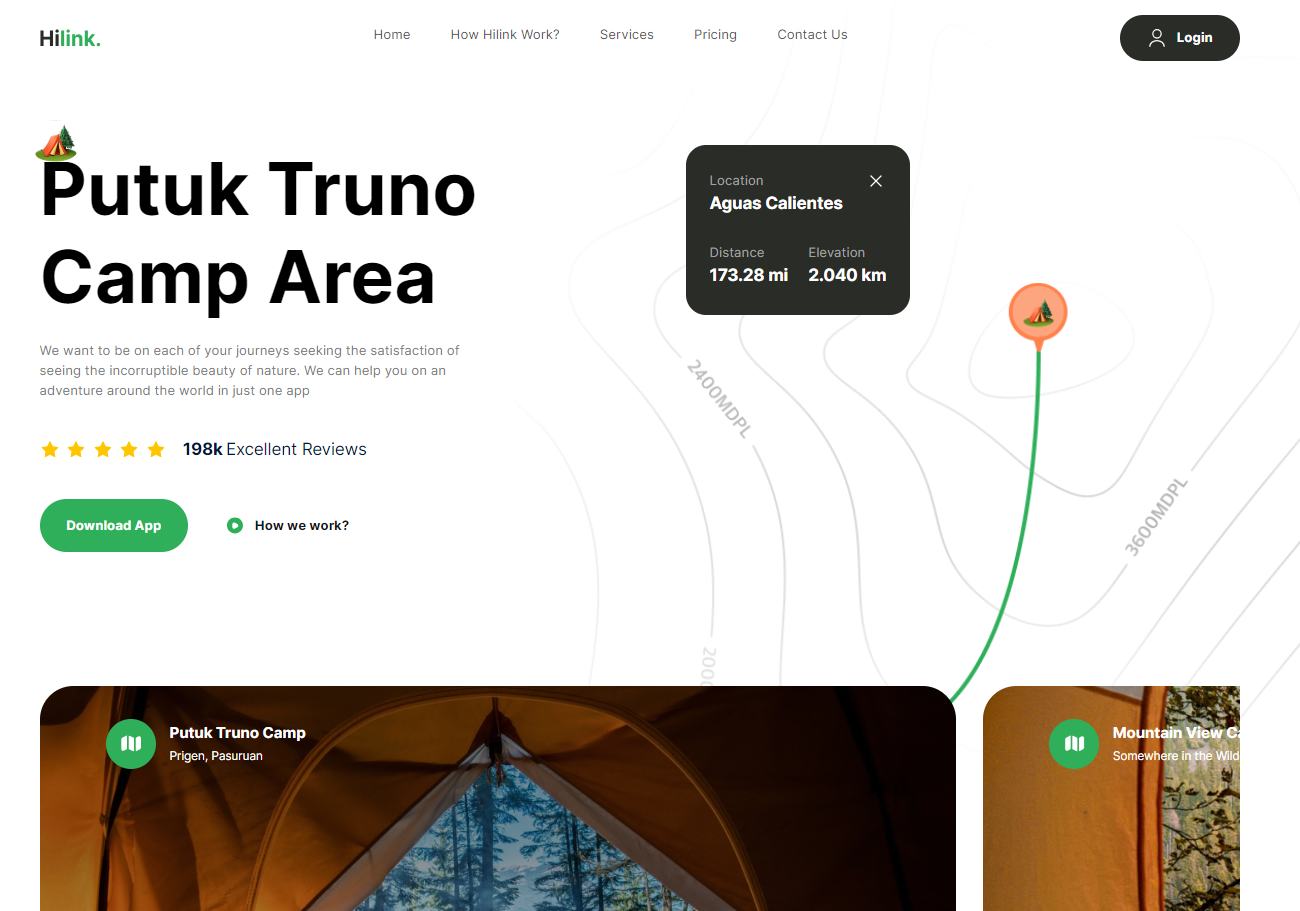 Hilink.
Home
How Hilink Work?
Services
Pricing
Contact Us
Login
Putuk Truno
Camp Area
We want to be on each of your journeys seeking the satisfaction of
seeing the incorruptible beauty of nature. We can help you on an
adventure around the world in just one app
198k Excellent Reviews
Download App
How we work?
Location
Aguas Calientes
Distance
Elevation
173.28 mi
2.040 km
2400MDPL
3600MDPL
2000
Putuk Truno Camp
Prigen, Pasuruan
Mountain View Ca
Somewhere in the Wild